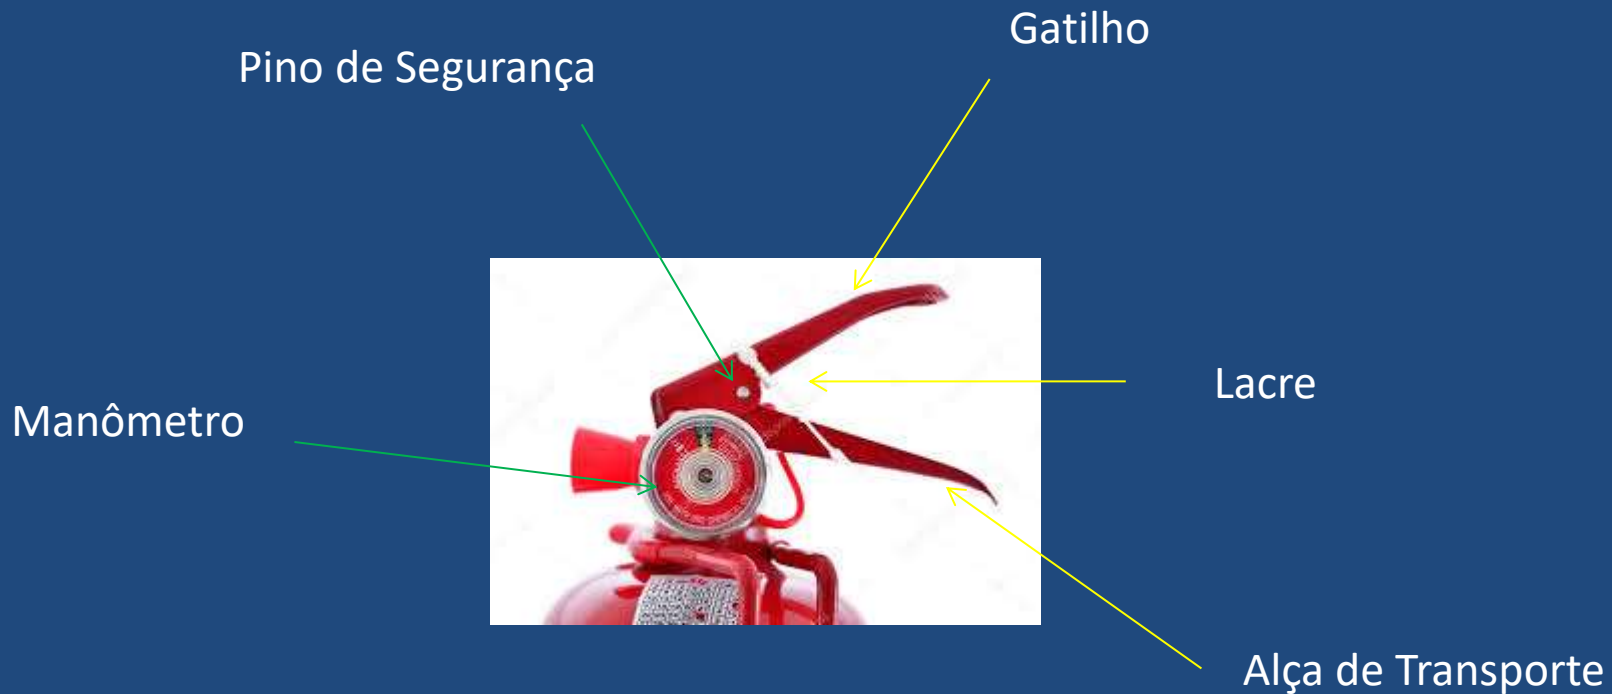 Gatilho
Pino de Segurança
Lacre
Manômetro
Alça de Transporte